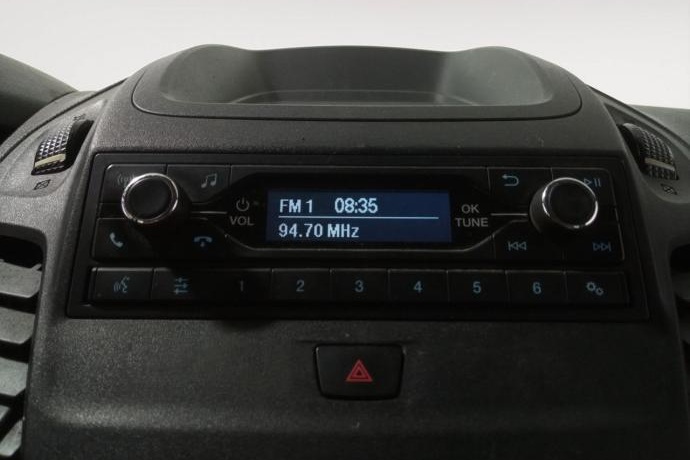 FM 1 08:35
94.70 MHz
VOL
OK
TUNE
1 2 3 4 5 6